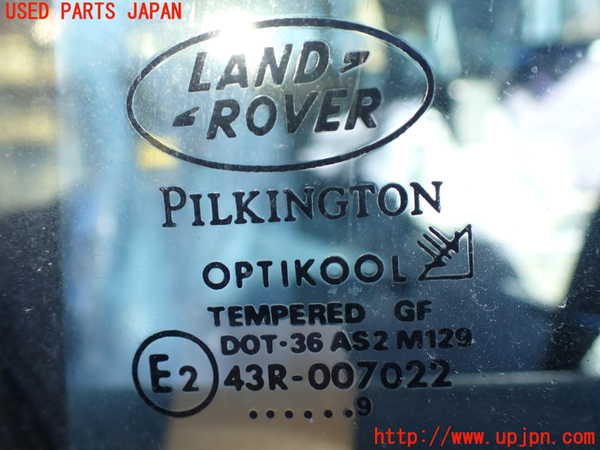 USED PARTS JAPAN
LAND
ROVER
PILKINGTON
OPTIKOOL
TEMPERED GF
DOT-36 AS2 M129
E2 43R-007022
......9
http://www.upjpn.com/